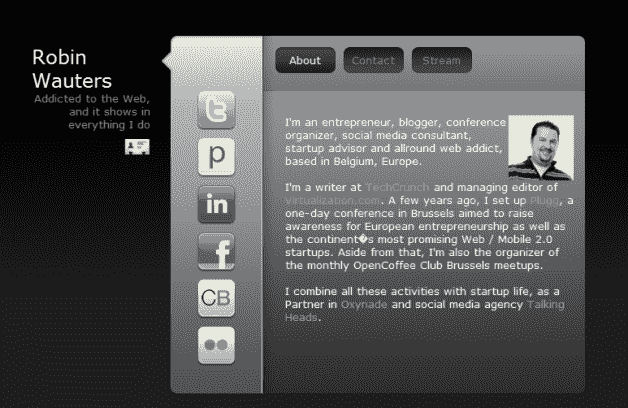 Robin
Wauters
Addicted to the Web,
and it shows in
everything I do
t
p
in
f
CB
About
Contact
Stream
I'm an entrepreneur, blogger, conference
organizer, social media consultant,
startup advisor and allround web addict,
based in Belgium, Europe.
I'm a writer at TechCrunch and managing editor of
Virtualization.com. A few years ago, I set up Plugg, a
one-day conference in Brussels aimed to raise
awareness for European entrepreneurship as well as
the continent�s most promising Web / Mobile 2.0
startups. Aside from that, I'm also the organizer of
the monthly OpenCoffee Club Brussels meetups.
I combine all these activities with startup life, as a
Partner in Oxynade and social media agency Talking
Heads.